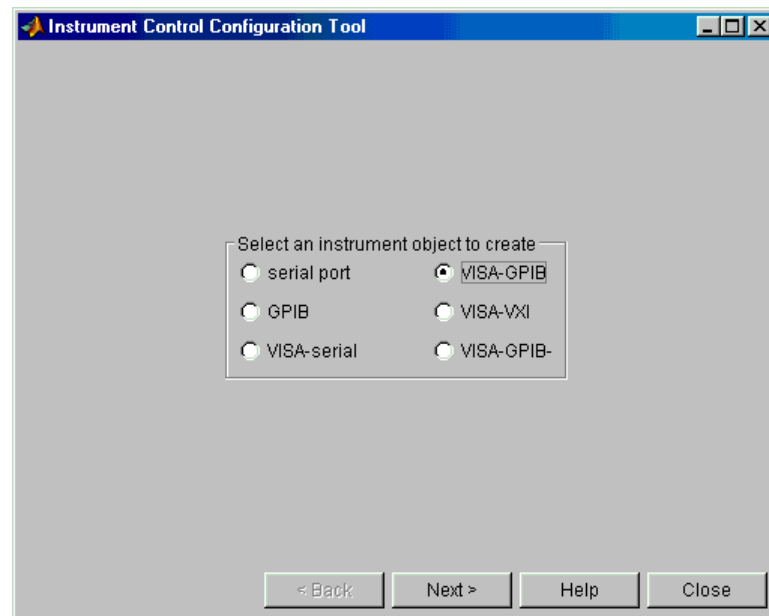 Instrument Control Configuration Tool
Select an instrument object to create
serial port VISA-GPIB
GPIB VISA-VXI
VISA-serial VISA-GPIB-
< Back Next > Help Close